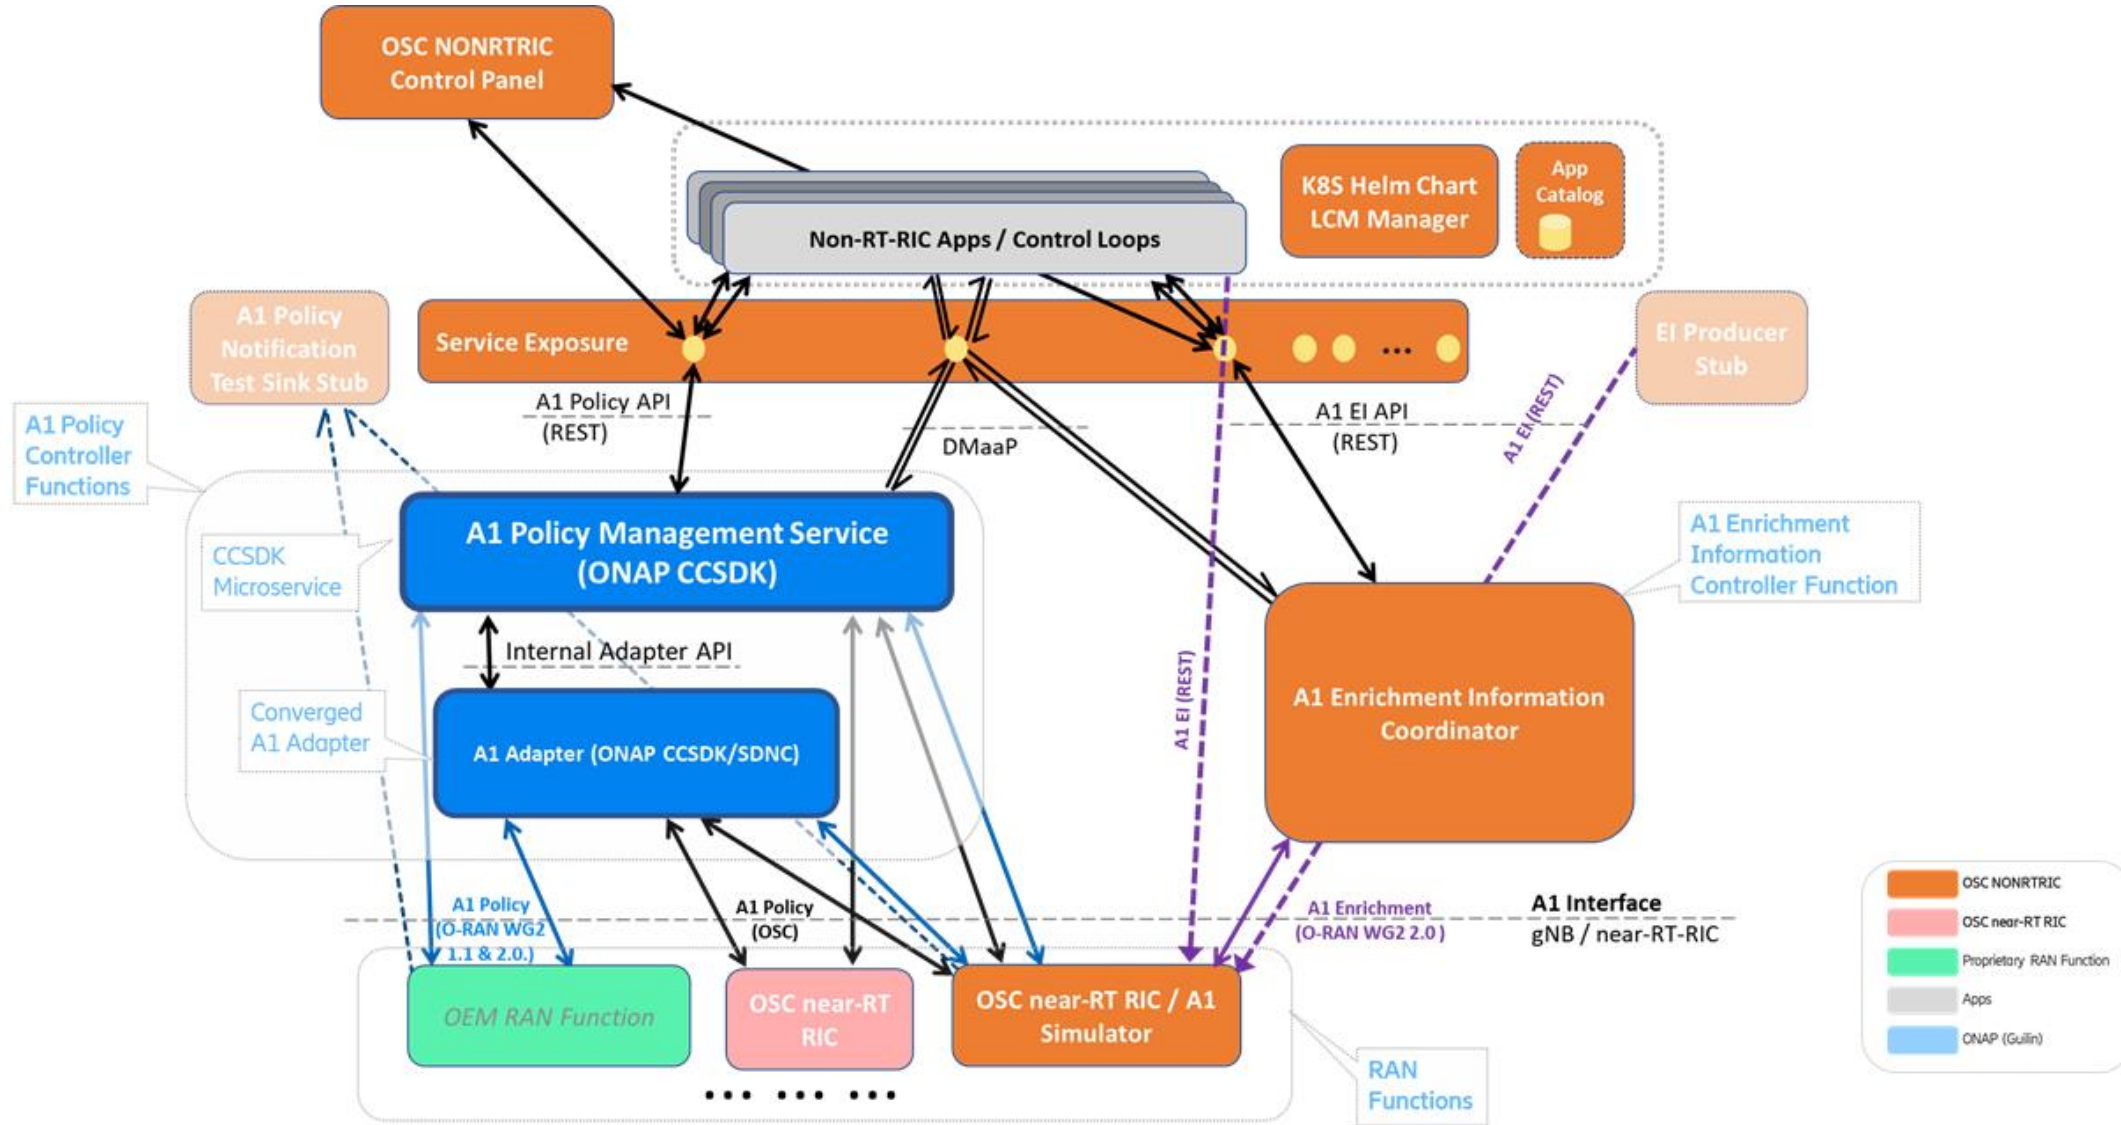 OSC NONRTRIC
Control Panel
Non-RT-RIC Apps / Control Loops
K8S Helm Chart
LCM Manager
App
Catalog
A1 Policy
Notification
Test Sink Stub
Service Exposure
...
EI Producer
Stub
A1 Policy API
(REST)
DMaaP
A1 EI API
(REST)
A1 EI (REST)
A1 Policy
Controller
Functions
A1 Policy Management Service
(ONAP CCSDK)
CCSDK
Microservice
A1 Enrichment
Information
Controller Function
Internal Adapter API
A1 EI (REST)
A1 Enrichment Information
Coordinator
Converged
A1 Adapter
A1 Adapter (ONAP CCSDK/SDNC)
A1 Policy
(O-RAN WG2
1.1 & 2.0.)
A1 Policy
(OSC)
A1 Enrichment
(O-RAN WG2 2.0 )
A1 Interface
gNB / near-RT-RIC
OEM RAN Function
OSC near-RT
RIC
OSC near-RT RIC / A1
Simulator
... ... ...
RAN
Functions
OSC NONRTRIC
OSC near-RT RIC
Proprietary RAN Function
Apps
ONAP (Guilin)